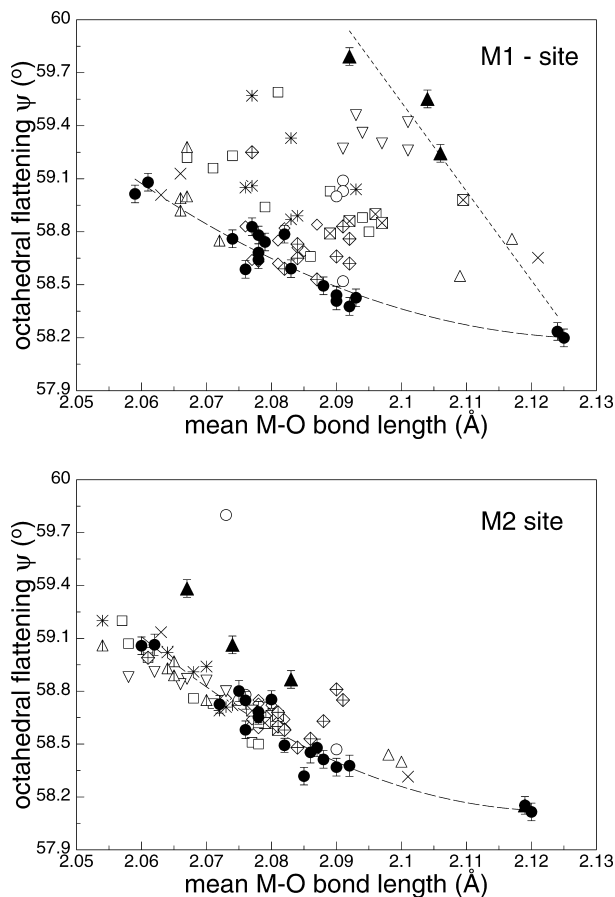 60
59.7
59.4
59.1
58.8
58.5
58.2
57.9
octahedral flattening ψ (º)
M1 - site
2.05 2.06 2.07 2.08 2.09 2.1 2.11 2.12 2.13
mean M-O bond length (Å)
60
59.7
59.4
59.1
58.8
58.5
58.2
57.9
octahedral flattening ψ (º)
M2 site
2.05 2.06 2.07 2.08 2.09 2.1 2.11 2.12 2.13
mean M-O bond length (Å)